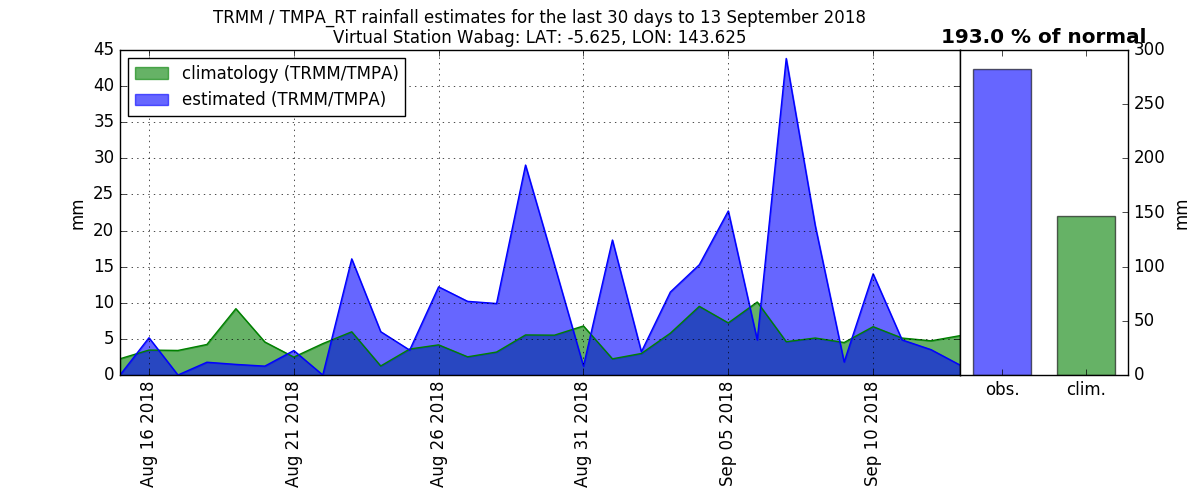 TRMM / TMPA_RT rainfall estimates for the last 30 days to 13 September 2018
Virtual Station Wabag: LAT: -5.625, LON: 143.625
193.0 % of normal
climatology (TRMM/TMPA)
estimated (TRMM/TMPA)
mm
45
40
35
30
25
20
15
10
5
0
Aug 16 2018
Aug 21 2018
Aug 26 2018
Aug 31 2018
Sep 05 2018
Sep 10 2018
300
250
200
150
100
50
0
mm
obs.
clim.